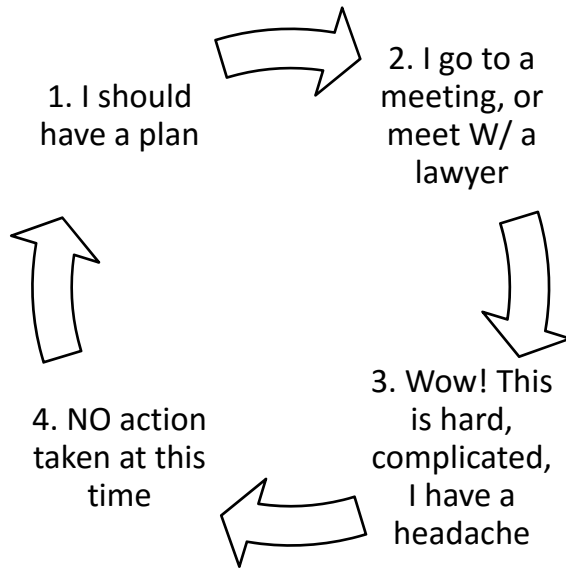 1. I should
have a plan
2. I go to a
meeting, or
meet W/ a
lawyer
3. Wow! This
is hard,
complicated,
I have a
headache
4. NO action
taken at this
time